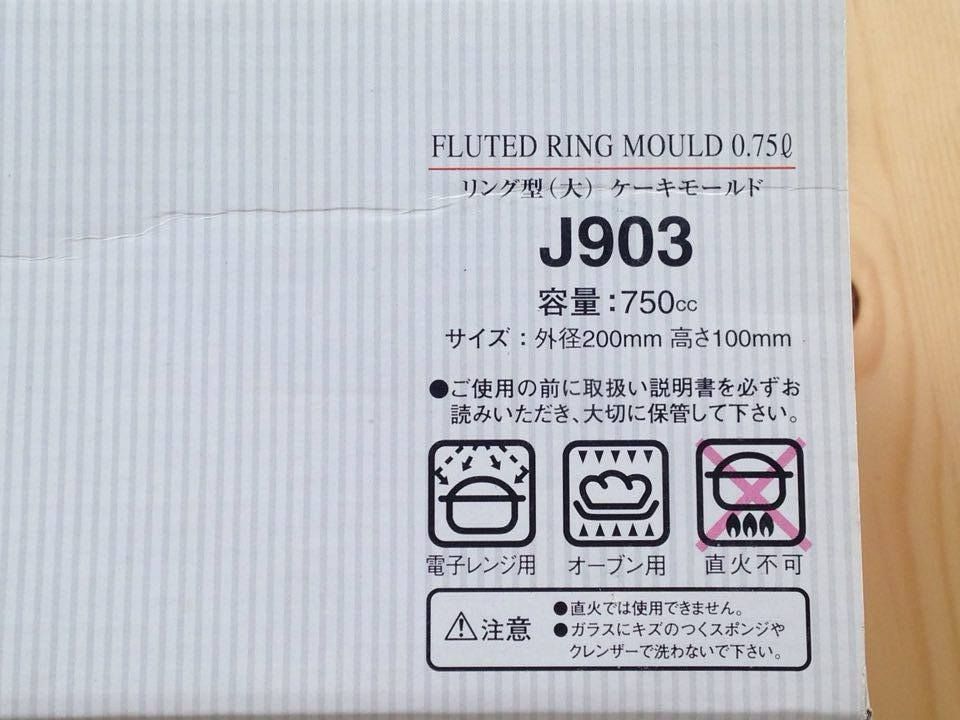 FLUTED RING MOULD 0.75ℓ
リング型(大) ケーキモールド
J903
容量:750cc
サイズ:外径200mm 高さ100mm
●ご使用の前に取扱い説明書を必ずお
読みいただき、大切に保管して下さい。
電子レンジ用 オーブン用 直火不可
注意
●直火では使用できません。
●ガラスにキズのつくスポンジや
クレンザーで洗わないで下さい。